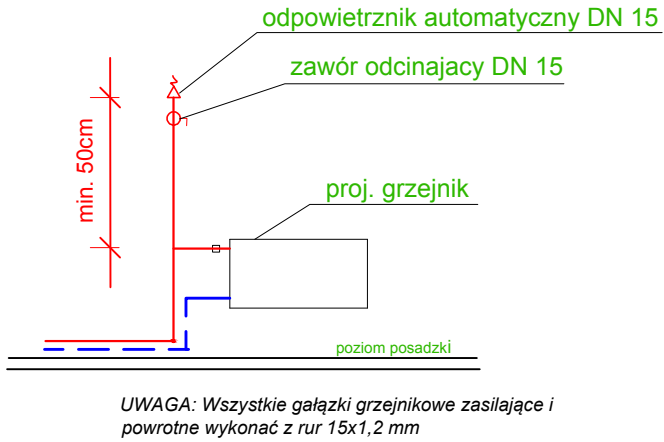 odpowietrznik automatyczny DN 15
zawór odcinajacy DN 15
min. 50cm
proj. grzejnik
poziom posadzki
UWAGA: Wszystkie gałązki grzejnikowe zasilające i
powrotne wykonać z rur 15x1,2 mm